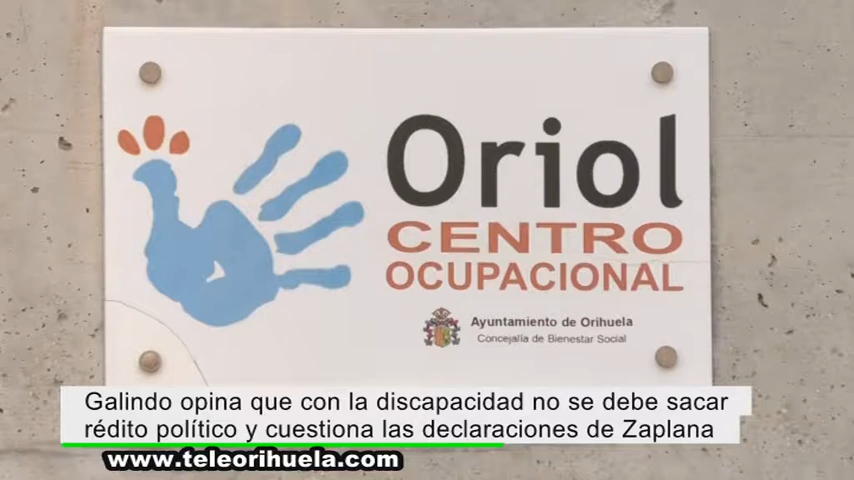 Oriol
CENTRO
OCUPACIONAL
Ayuntamiento de Orihuela
Concejalía de Bienestar Social
Galindo opina que con la discapacidad no se debe sacar
rédito político y cuestiona las declaraciones de Zaplana
www.teleorihuela.com